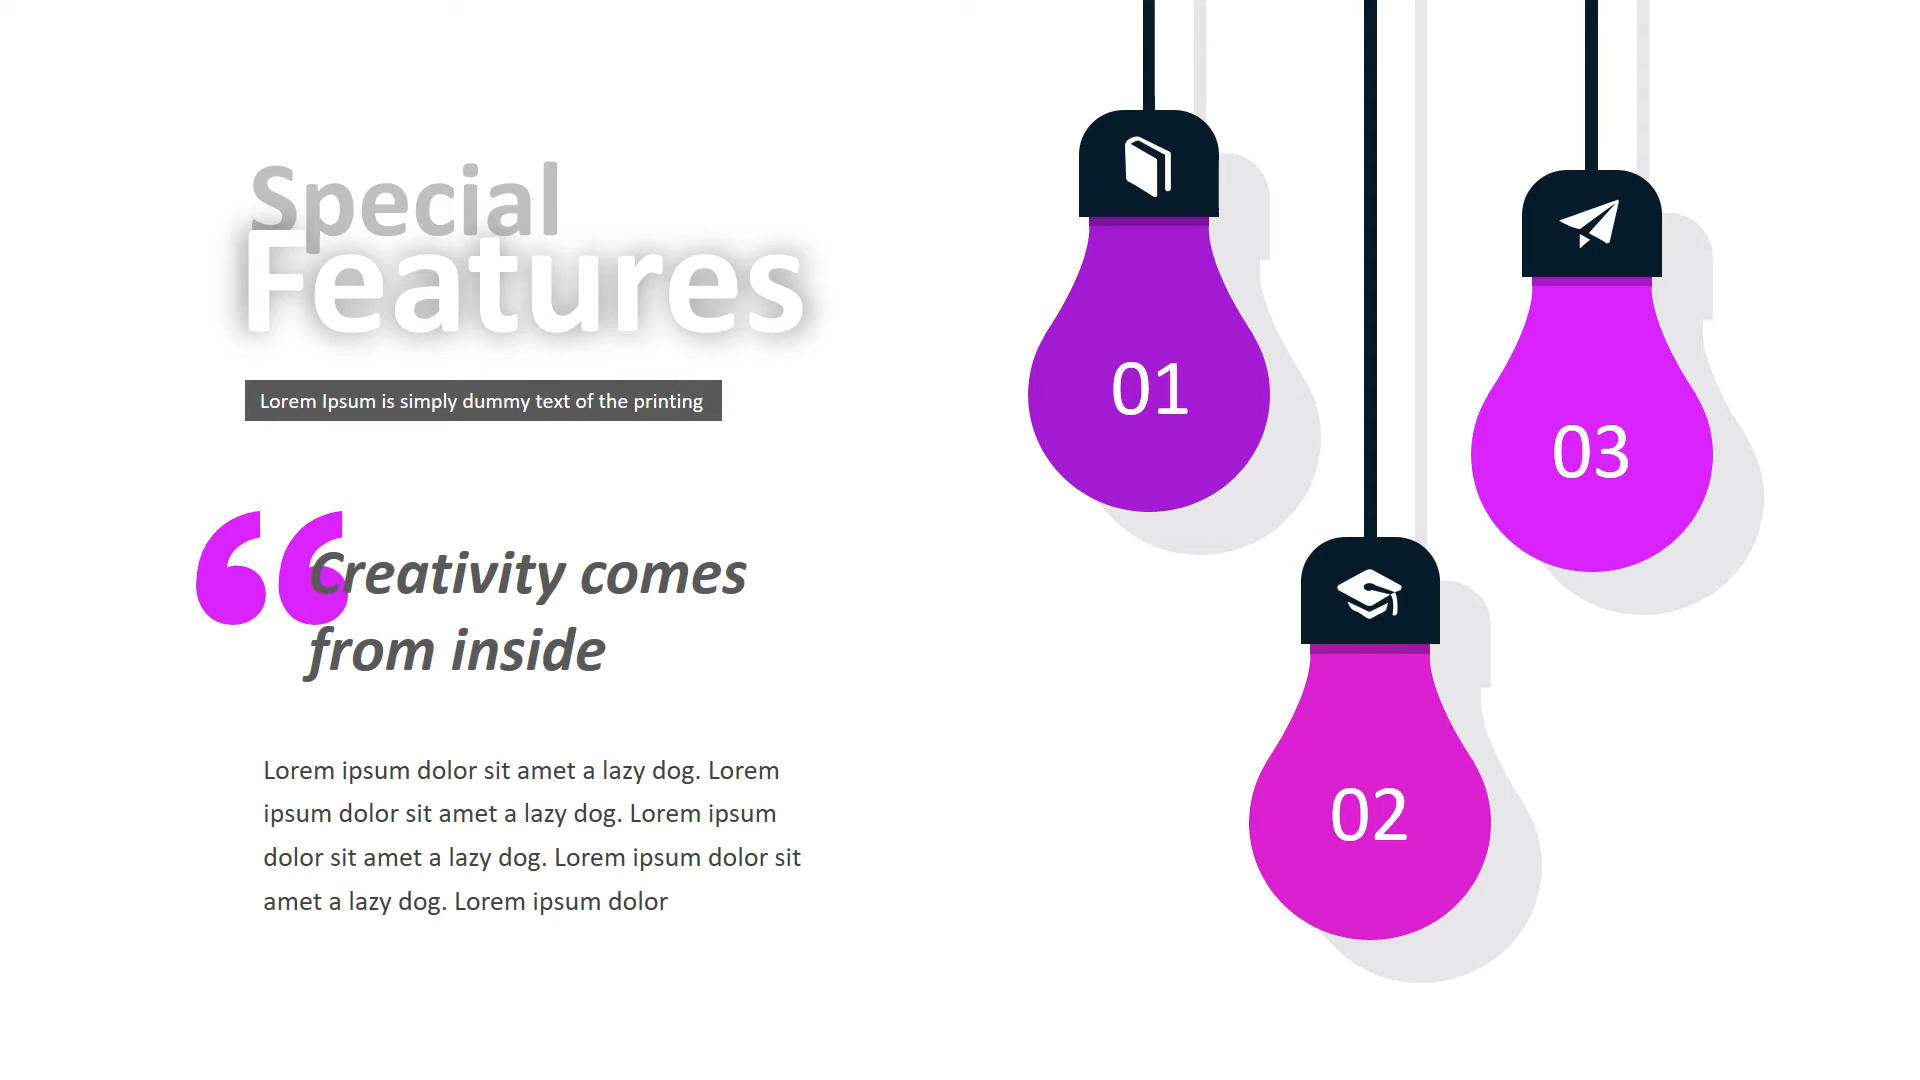 Special
Features
Lorem Ipsum is simply dummy text of the printing
Creativity comes
from inside
Lorem ipsum dolor sit amet a lazy dog. Lorem
ipsum dolor sit amet a lazy dog. Lorem ipsum
dolor sit amet a lazy dog. Lorem ipsum dolor sit
amet a lazy dog. Lorem ipsum dolor
01
03
02